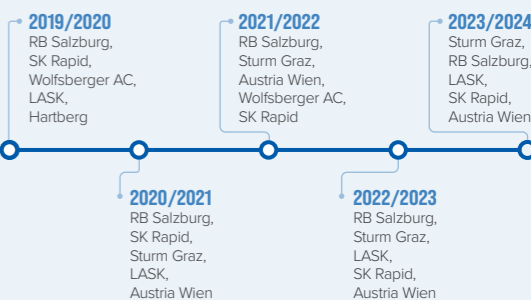 2019/2020
RB Salzburg,
SK Rapid,
Wolfsberger AC,
LASK,
Hartberg
2021/2022
RB Salzburg,
Sturm Graz,
Austria Wien,
Wolfsberger AC,
SK Rapid
2023/2024
Sturm Graz,
RB Salzburg,
LASK,
SK Rapid,
Austria Wien
2020/2021
RB Salzburg,
SK Rapid,
Sturm Graz,
LASK,
Austria Wien
2022/2023
RB Salzburg,
Sturm Graz,
LASK,
SK Rapid,
Austria Wien